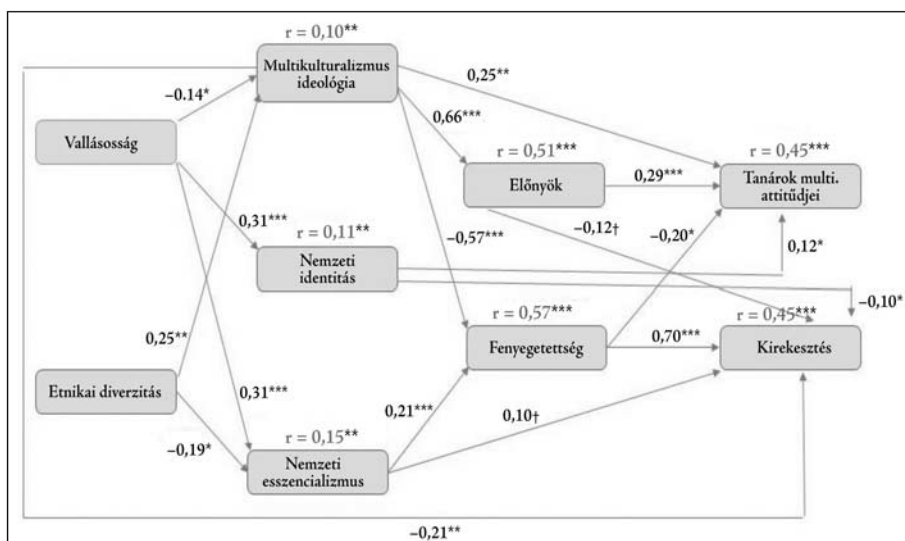 r = 0,10**
Multikulturalizmus
ideológia
–0.14*
0,25**
0,66***
Vallásosság
r = 0,51***
Előnyök
0,29***
r = 0,45***
Tanárok multi.
attitűdjei
0,31***
r = 0,11**
Nemzeti
identitás
–0,57***
–0,12†
–0,20*
0,12*
–0,10*
0,25**
r = 0,57***
Fenyegetettség
0,70***
r = 0,45***
Kirekesztés
Etnikai diverzitás
0,31***
0,21***
0,10†
–0,19*
r = 0,15**
Nemzeti
esszencializmus
–0,21**